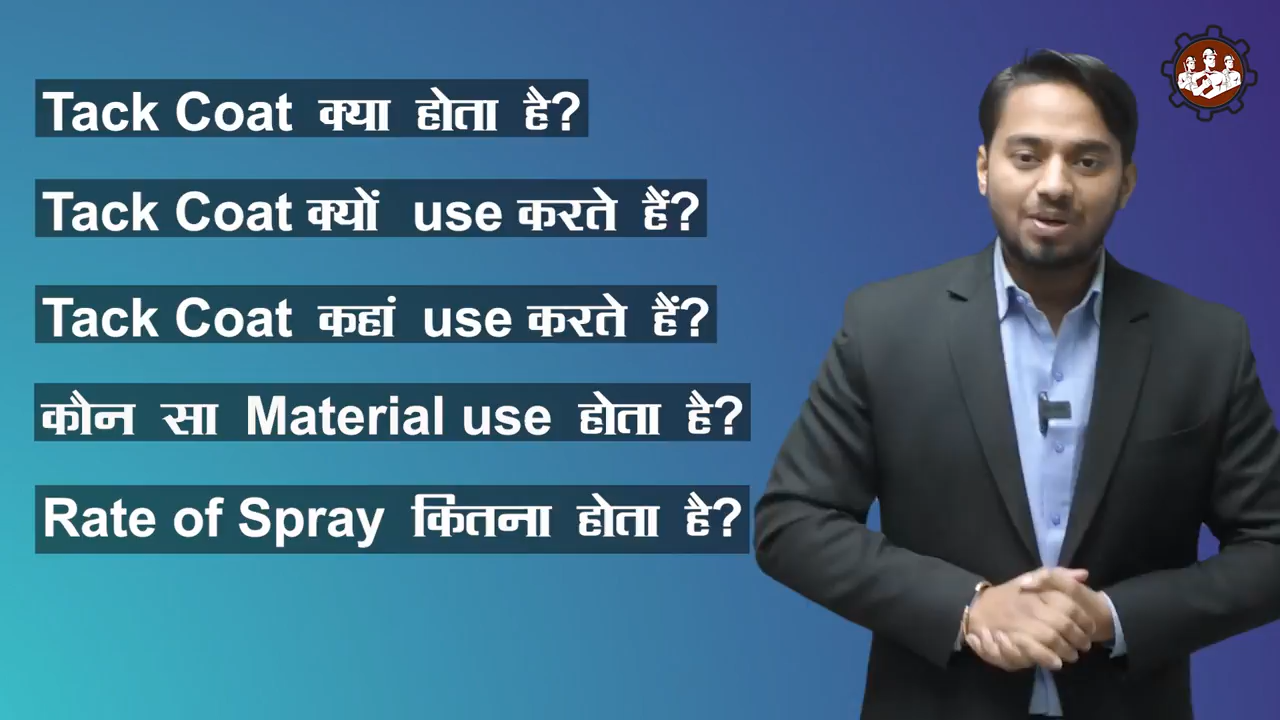 Tack Coat क्या होता है?
Tack Coat क्यों use करते हैं?
Tack Coat कहां use करते हैं?
कौन सा Material use होता है?
Rate of Spray कितना होता है?